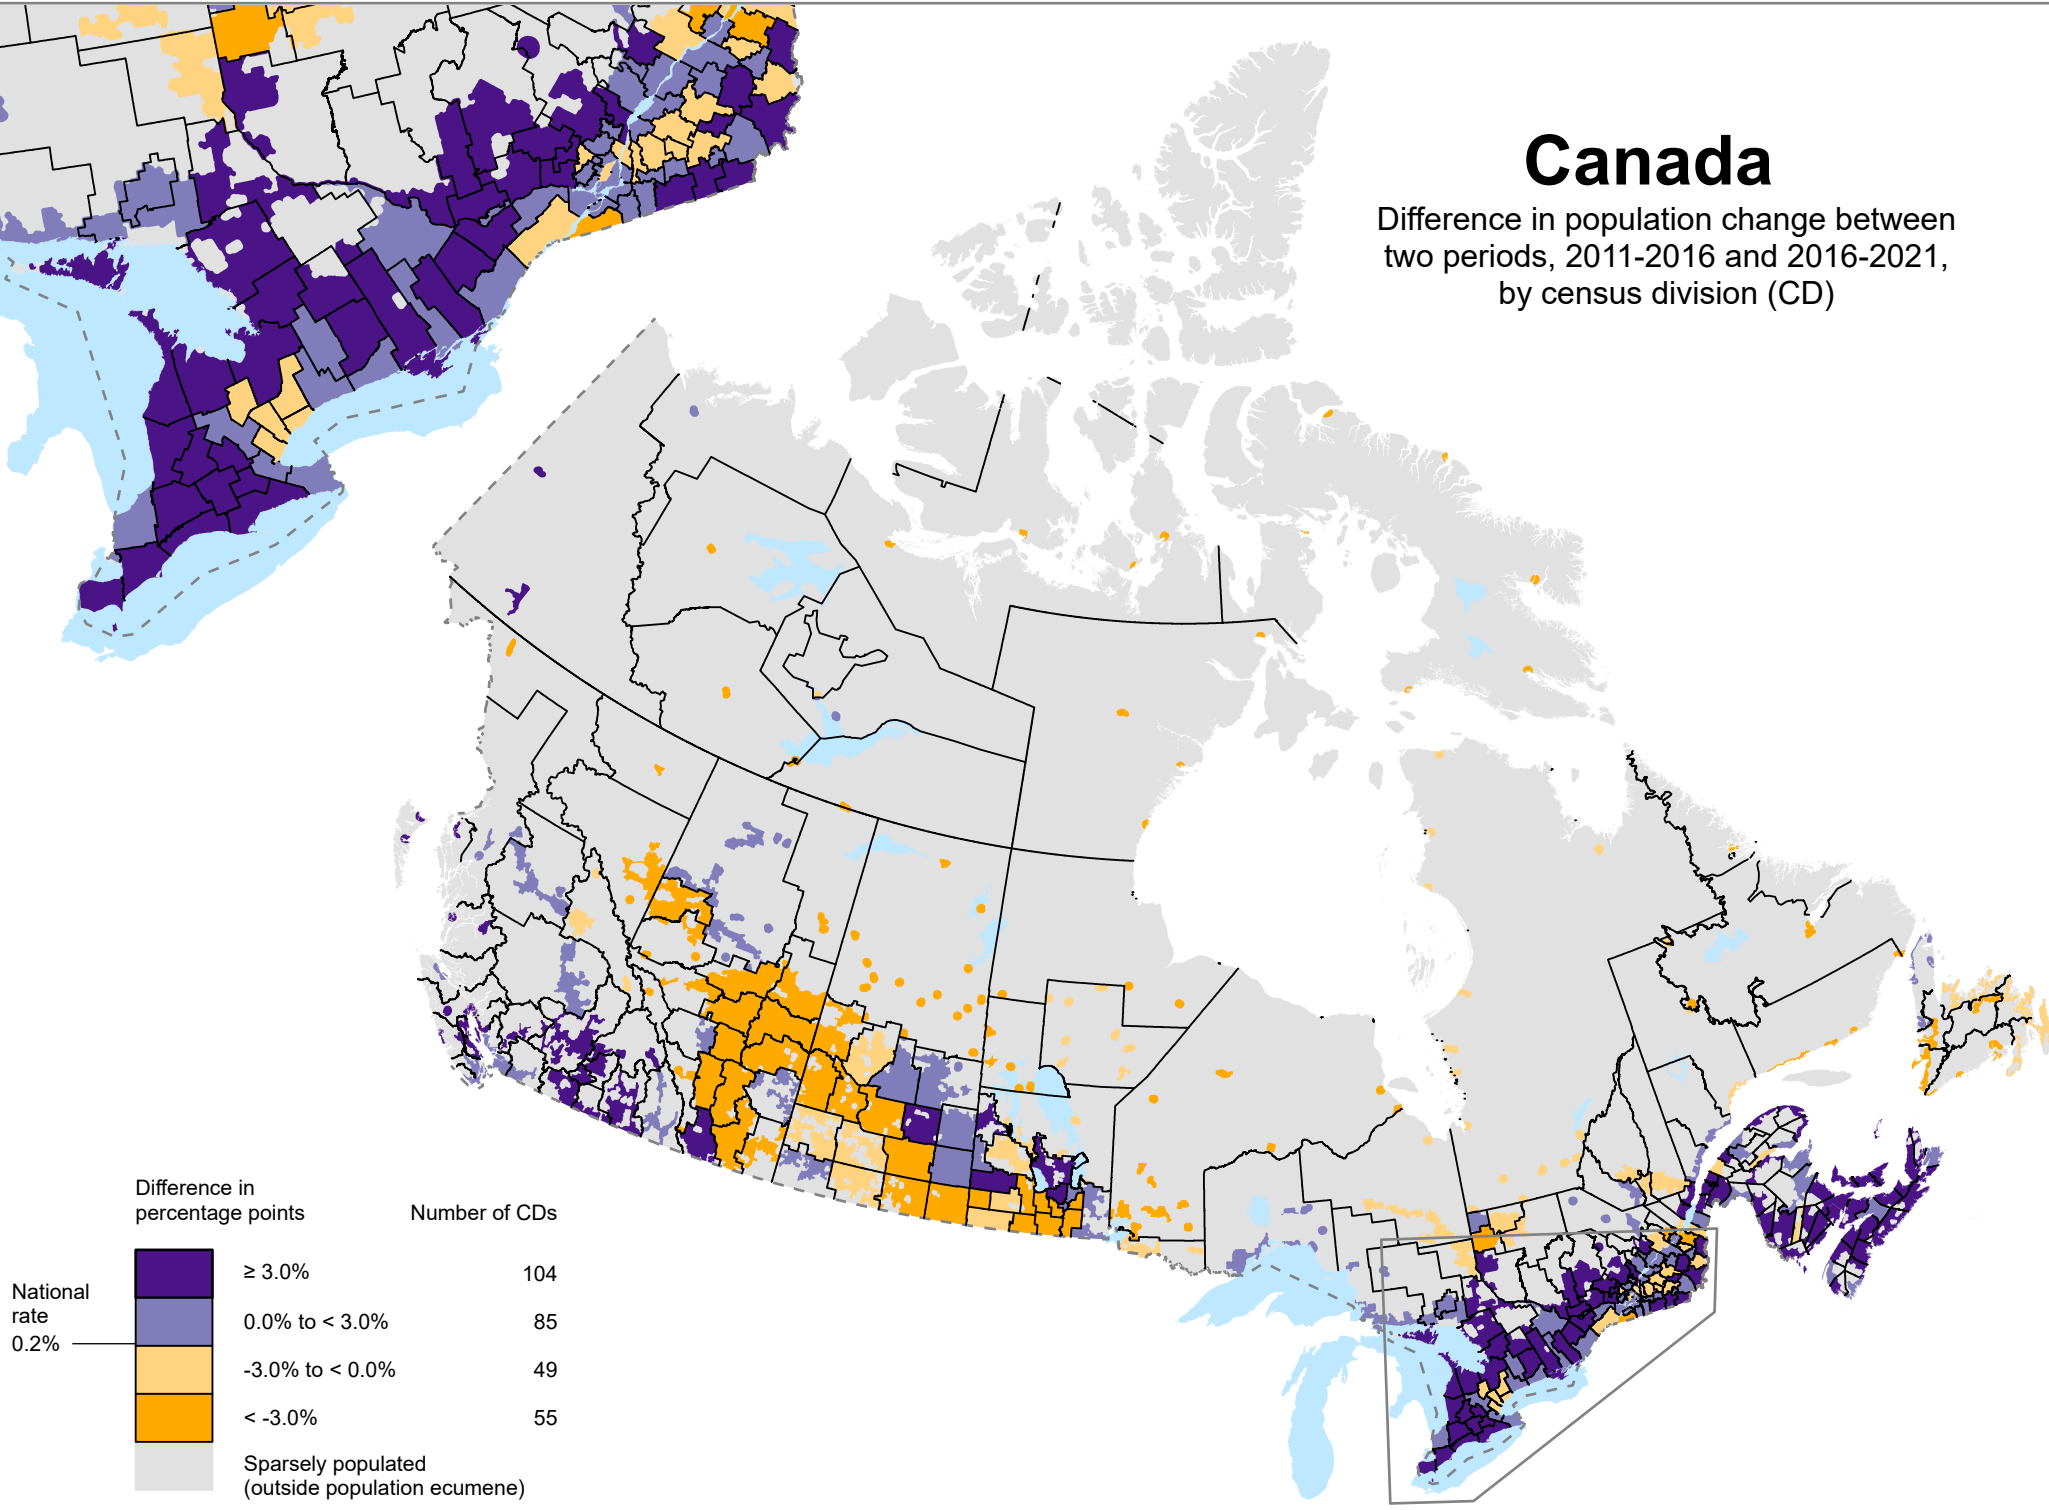 Canada
Difference in population change between
two periods, 2011-2016 and 2016-2021,
by census division (CD)
Difference in
percentage points
Number of CDs
≥ 3.0%
104
National
rate
0.2%
0.0% to < 3.0%
85
-3.0% to < 0.0%
49
< -3.0%
55
Sparsely populated
(outside population ecumene)